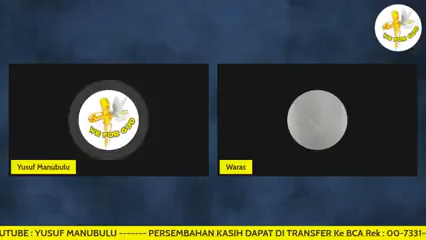 WE FOR GOD
WE FOR GOD
Yusuf Manubulu
Waras
UTUBE : YUSUF MANUBULU ------- PERSEMBAHAN KASIH DAPAT DI TRANSFER Ke BCA Rek : 00-7331-